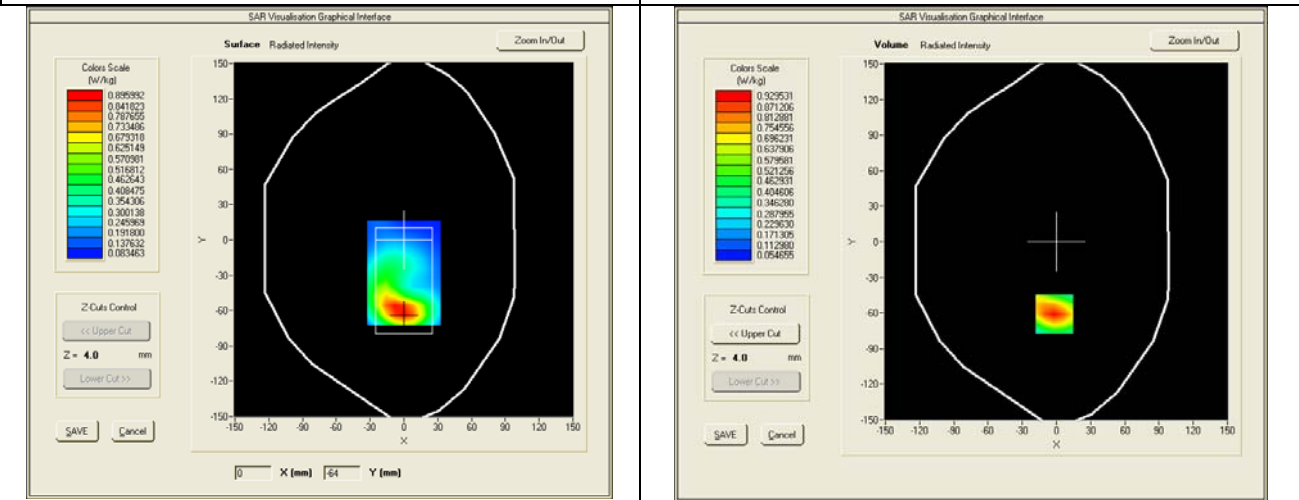 SAR Visualisation Graphical Interface
Surface Radiated Intensity
Zoom In/Out
Colors Scale
(W/kg)
0.895992
0.841823
0.787655
0.733486
0.679318
0.625149
0.570981
0.516812
0.462643
0.408475
0.354306
0.300138
0.245969
0.191800
0.137632
0.083463
Z-Cuts Control
<< Upper Cut
Z = 4.0 mm
Lower Cut >>
SAVE Cancel
150
120
90
60
30
0
-30
-60
-90
-120
-150
Y
-150 -120 -90 -60 -30 0 30 60 90 120 150
X
0 X (mm) -64 Y (mm)
SAR Visualisation Graphical Interface
Volume Radiated Intensity
Zoom In/Out
Colors Scale
(W/kg)
0.929531
0.871206
0.812881
0.754556
0.696231
0.637906
0.579581
0.521256
0.462931
0.404606
0.346280
0.287955
0.229630
0.171305
0.112980
0.054655
Z-Cuts Control
<< Upper Cut
Z = 4.0 mm
Lower Cut >>
SAVE Cancel
150
120
90
60
30
0
-30
-60
-90
-120
-150
Y
-150 -120 -90 -60 -30 0 30 60 90 120 150
X